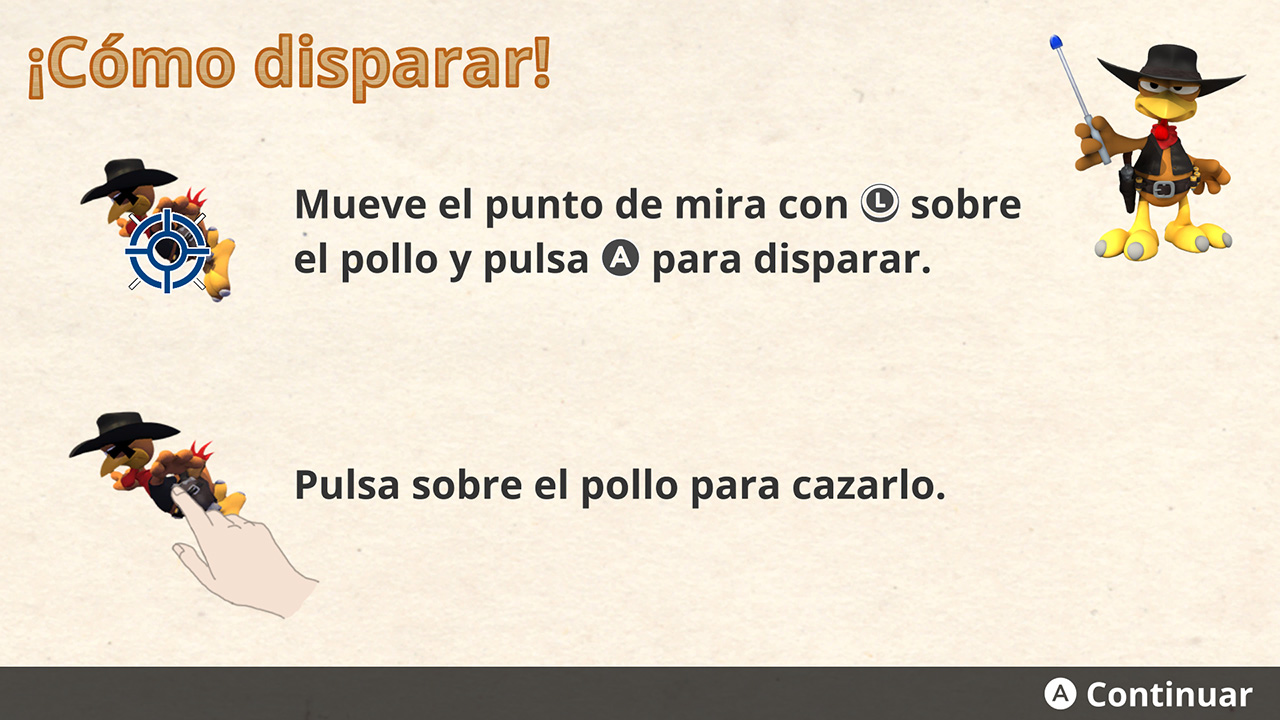 ¡Cómo disparar!
Mueve el punto de mira con L sobre
el pollo y pulsa A para disparar.
Pulsa sobre el pollo para cazarlo.
A Continuar